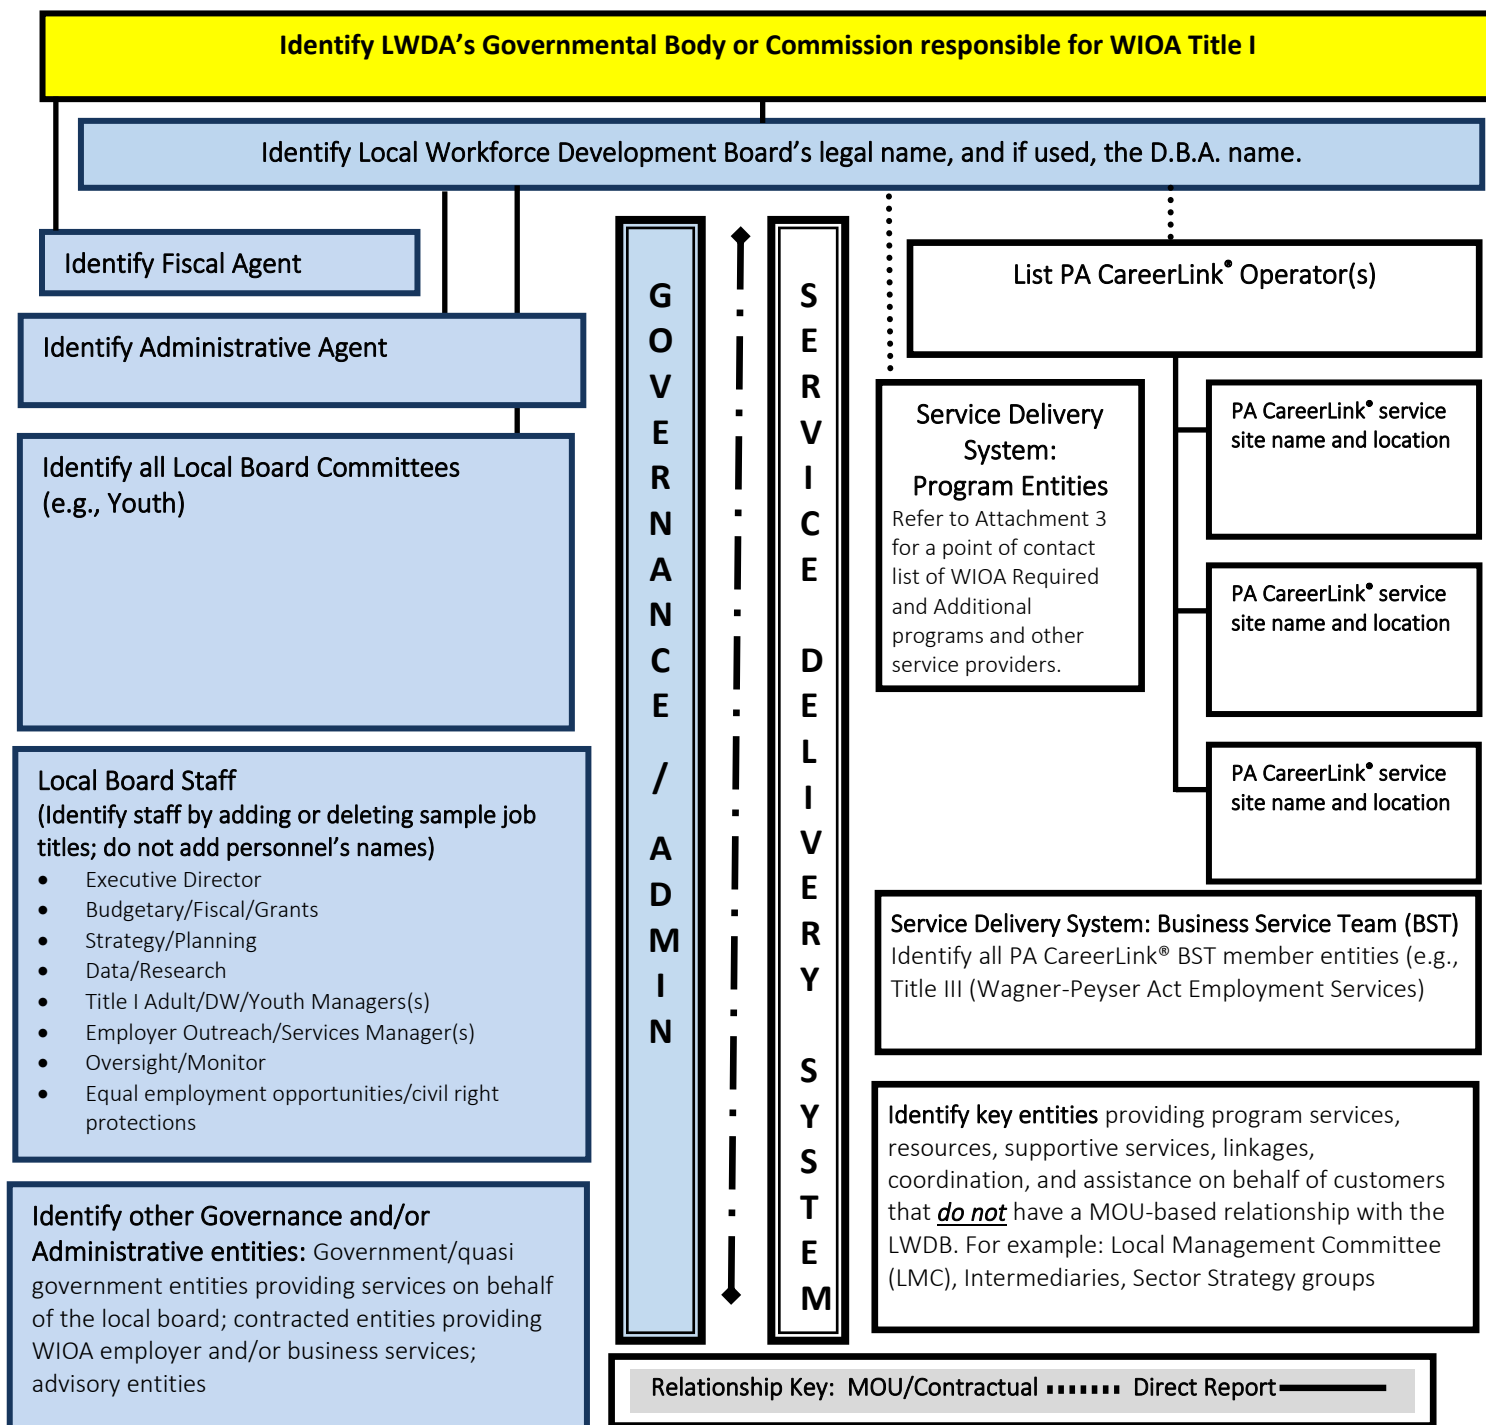 Identify LWDA’s Governmental Body or Commission responsible for WIOA Title I
Identify Local Workforce Development Board’s legal name, and if used, the D.B.A. name.
Identify Fiscal Agent
Identify Administrative Agent
Identify all Local Board Committees
(e.g., Youth)
Local Board Staff
(Identify staff by adding or deleting sample job
titles; do not add personnel’s names)
• Executive Director
• Budgetary/Fiscal/Grants
• Strategy/Planning
• Data/Research
• Title I Adult/DW/Youth Managers(s)
• Employer Outreach/Services Manager(s)
• Oversight/Monitor
• Equal employment opportunities/civil right
protections
Identify other Governance and/or
Administrative entities: Government/quasi
government entities providing services on behalf
of the local board; contracted entities providing
WIOA employer and/or business services;
advisory entities
GOVERNANCE / ADMIN
SERVICE DELIVERY SYSTEM
List PA CareerLink® Operator(s)
Service Delivery
System:
Program Entities
Refer to Attachment 3
for a point of contact
list of WIOA Required
and Additional
programs and other
service providers.
PA CareerLink® service
site name and location
PA CareerLink® service
site name and location
PA CareerLink® service
site name and location
Service Delivery System: Business Service Team (BST)
Identify all PA CareerLink® BST member entities (e.g.,
Title III (Wagner-Peyser Act Employment Services)
Identify key entities providing program services,
resources, supportive services, linkages,
coordination, and assistance on behalf of customers
that do not have a MOU-based relationship with the
LWDB. For example: Local Management Committee
(LMC), Intermediaries, Sector Strategy groups
Relationship Key: MOU/Contractual Direct Report